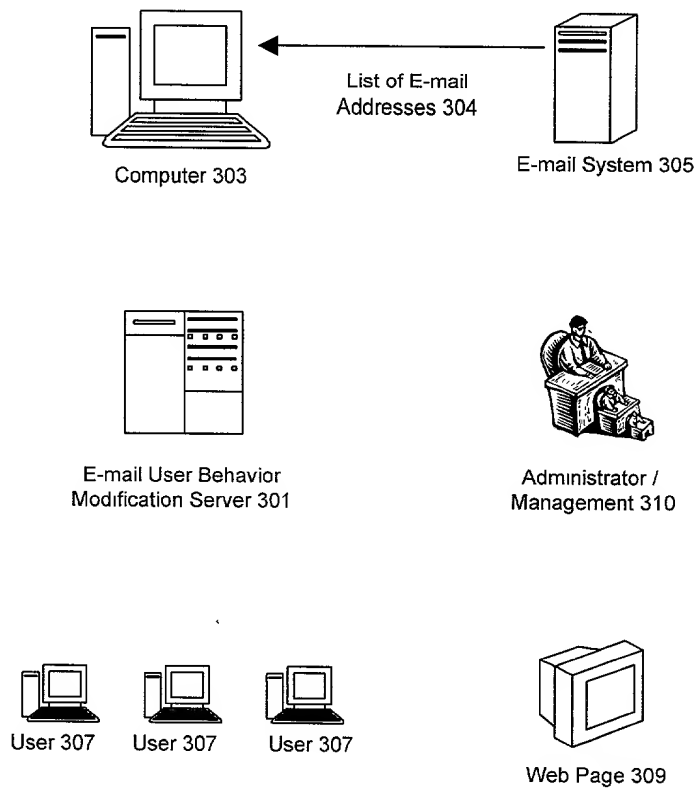 List of E-mail
Addresses 304
Computer 303
E-mail System 305
E-mail User Behavior
Modification Server 301
Administrator /
Management 310
User 307
User 307
User 307
Web Page 309